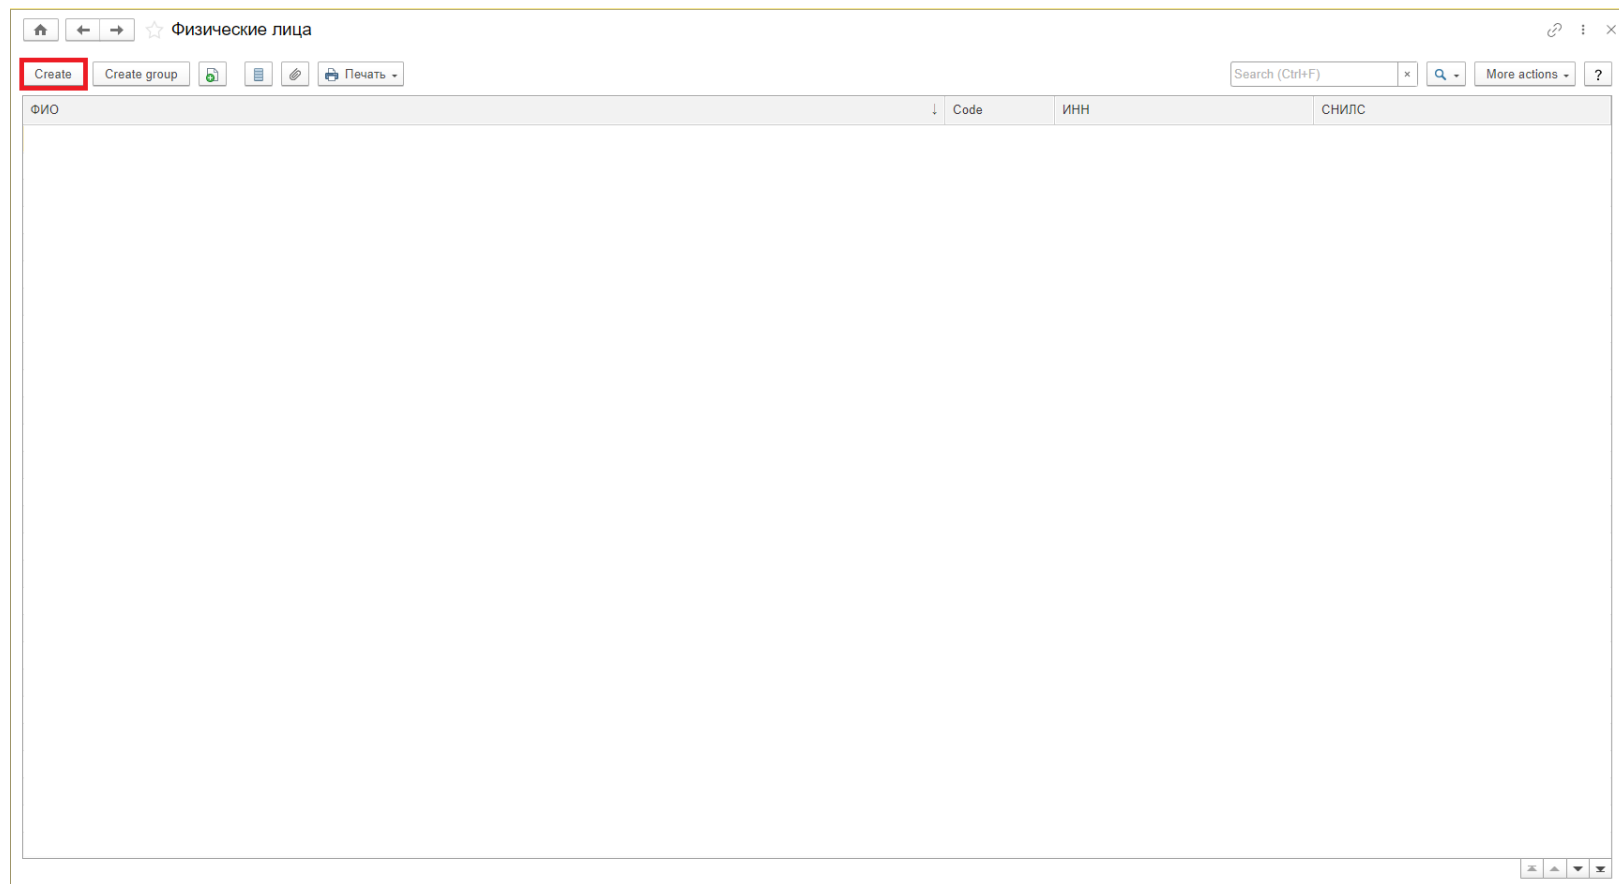 Физические лица
Create Create group Печать Search (Ctrl+F) × More actions ?
ФИО ↓ Code ИНН СНИЛС